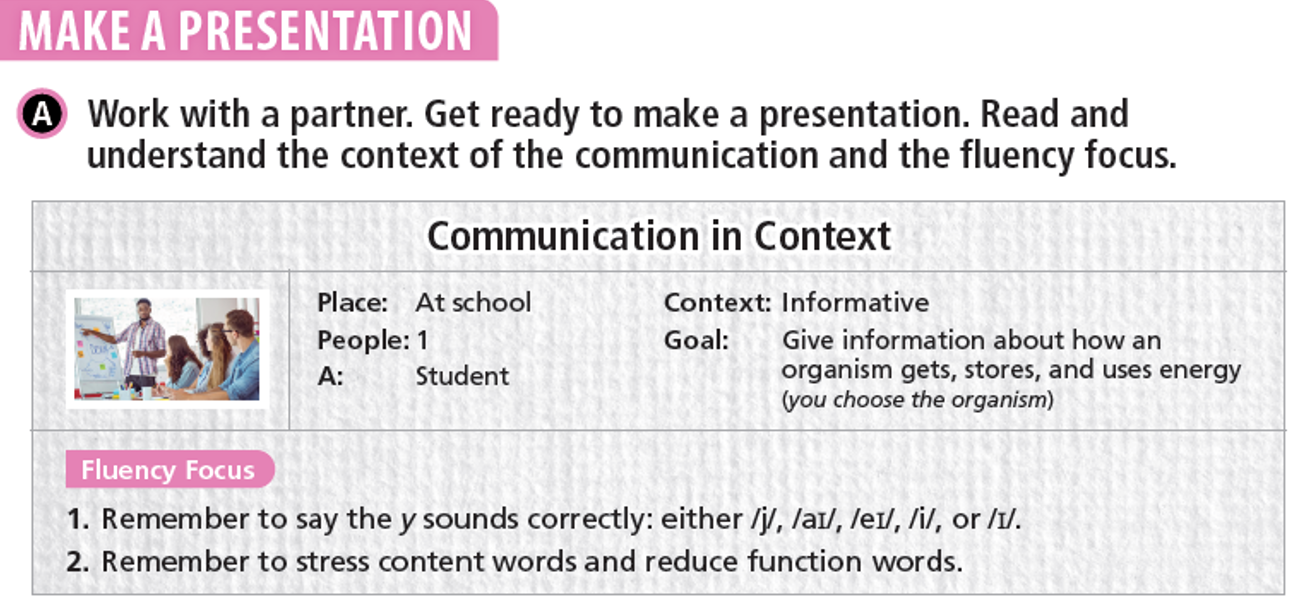 MAKE A PRESENTATION
A Work with a partner. Get ready to make a presentation. Read and
understand the context of the communication and the fluency focus.
Communication in Context
Place: At school
People: 1
A: Student
Context: Informative
Goal: Give information about how an
organism gets, stores, and uses energy
(you choose the organism)
Fluency Focus
1. Remember to say the y sounds correctly: either /j/, /aɪ/, /eɪ/, /i/, or /ɪ/.
2. Remember to stress content words and reduce function words.